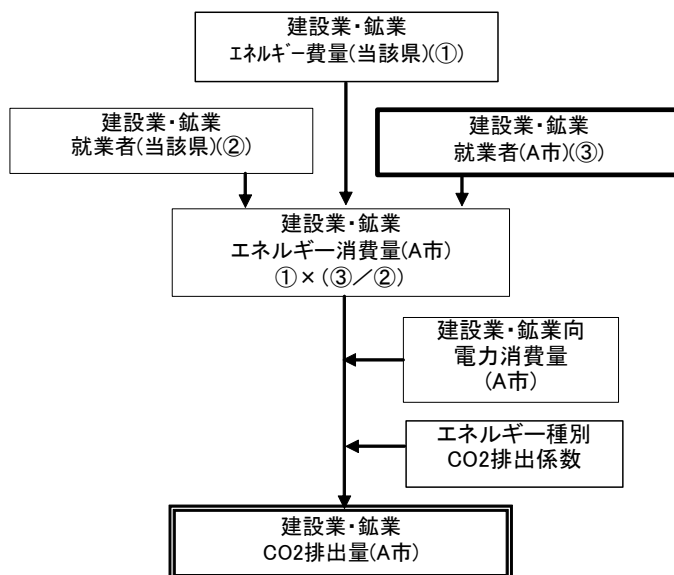 建設業・鉱業
エネルギー費量(当該県)(①)
建設業・鉱業
就業者(当該県)(②)
建設業・鉱業
就業者(A市)(③)
建設業・鉱業
エネルギー消費量(A市)
①×(③／②)
建設業・鉱業向
電力消費量
(A市)
エネルギー種別
CO2排出係数
建設業・鉱業
CO2排出量(A市)